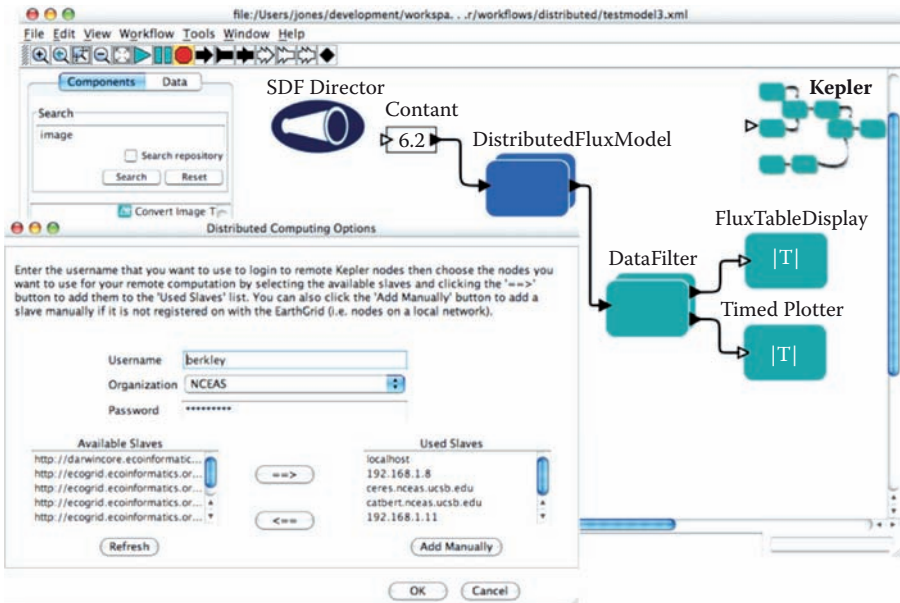 file:/Users/jones/development/workspa. . .r/workflows/distributed/testmodel3.xml
File Edit View Workflow Tools Window Help
Components Data
Search
image
Search repository
Search Reset
Convert Image T
SDF Director
Contant
6.2
DistributedFluxModel
Kepler
FluxTableDisplay
|T|
DataFilter
Timed Plotter
|T|
Distributed Computing Options
Enter the username that you want to use to login to remote Kepler nodes then choose the nodes you
want to use for your remote computation by selecting the available slaves and clicking the '==>'
button to add them to the 'Used Slaves' list. You can also click the 'Add Manually' button to add a
slave manually if it is not registered on with the EarthGrid (i.e. nodes on a local network).
Username berkley
Organization NCEAS
Password •••••••••
Available Slaves
http://darwincore.ecoinformatic...
http://ecogrid.ecoinformatics.or...
http://ecogrid.ecoinformatics.or...
http://ecogrid.ecoinformatics.or...
http://ecogrid.ecoinformatics.or...
==>
<==
Used Slaves
localhost
192.168.1.8
ceres.nceas.ucsb.edu
catbert.nceas.ucsb.edu
192.168.1.11
Refresh
Add Manually
OK Cancel